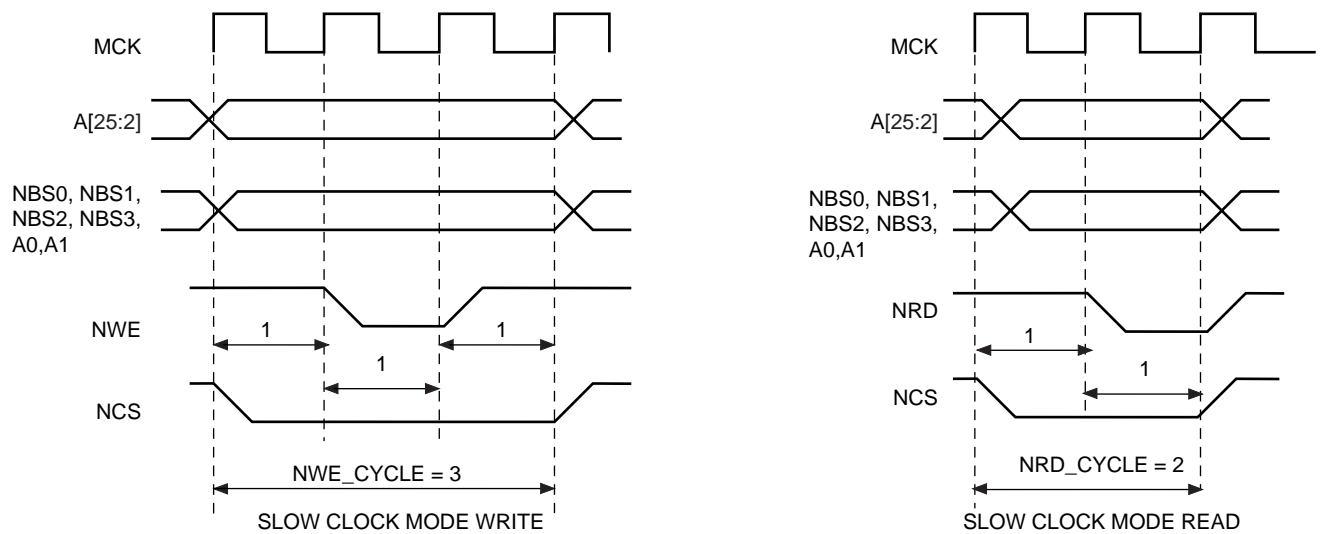 MCK
A[25:2]
NBS0, NBS1,
NBS2, NBS3,
A0,A1
NWE
1
1
1
NCS
NWE_CYCLE = 3
SLOW CLOCK MODE WRITE
MCK
A[25:2]
NBS0, NBS1,
NBS2, NBS3,
A0,A1
NRD
1
1
NCS
NRD_CYCLE = 2
SLOW CLOCK MODE READ